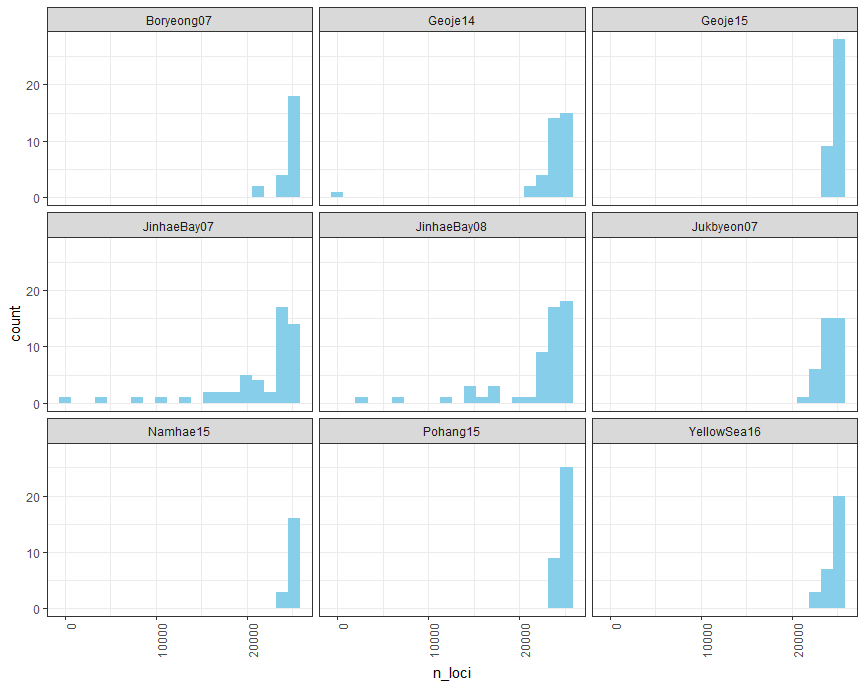 Boryeong07 Geoje14 Geoje15
20
10
0
JinhaeBay07 JinhaeBay08 Jukbyeon07
20
10
0
count
Namhae15 Pohang15 YellowSea16
20
10
0
0 10000 20000 0 10000 20000 0 10000 20000
n_loci